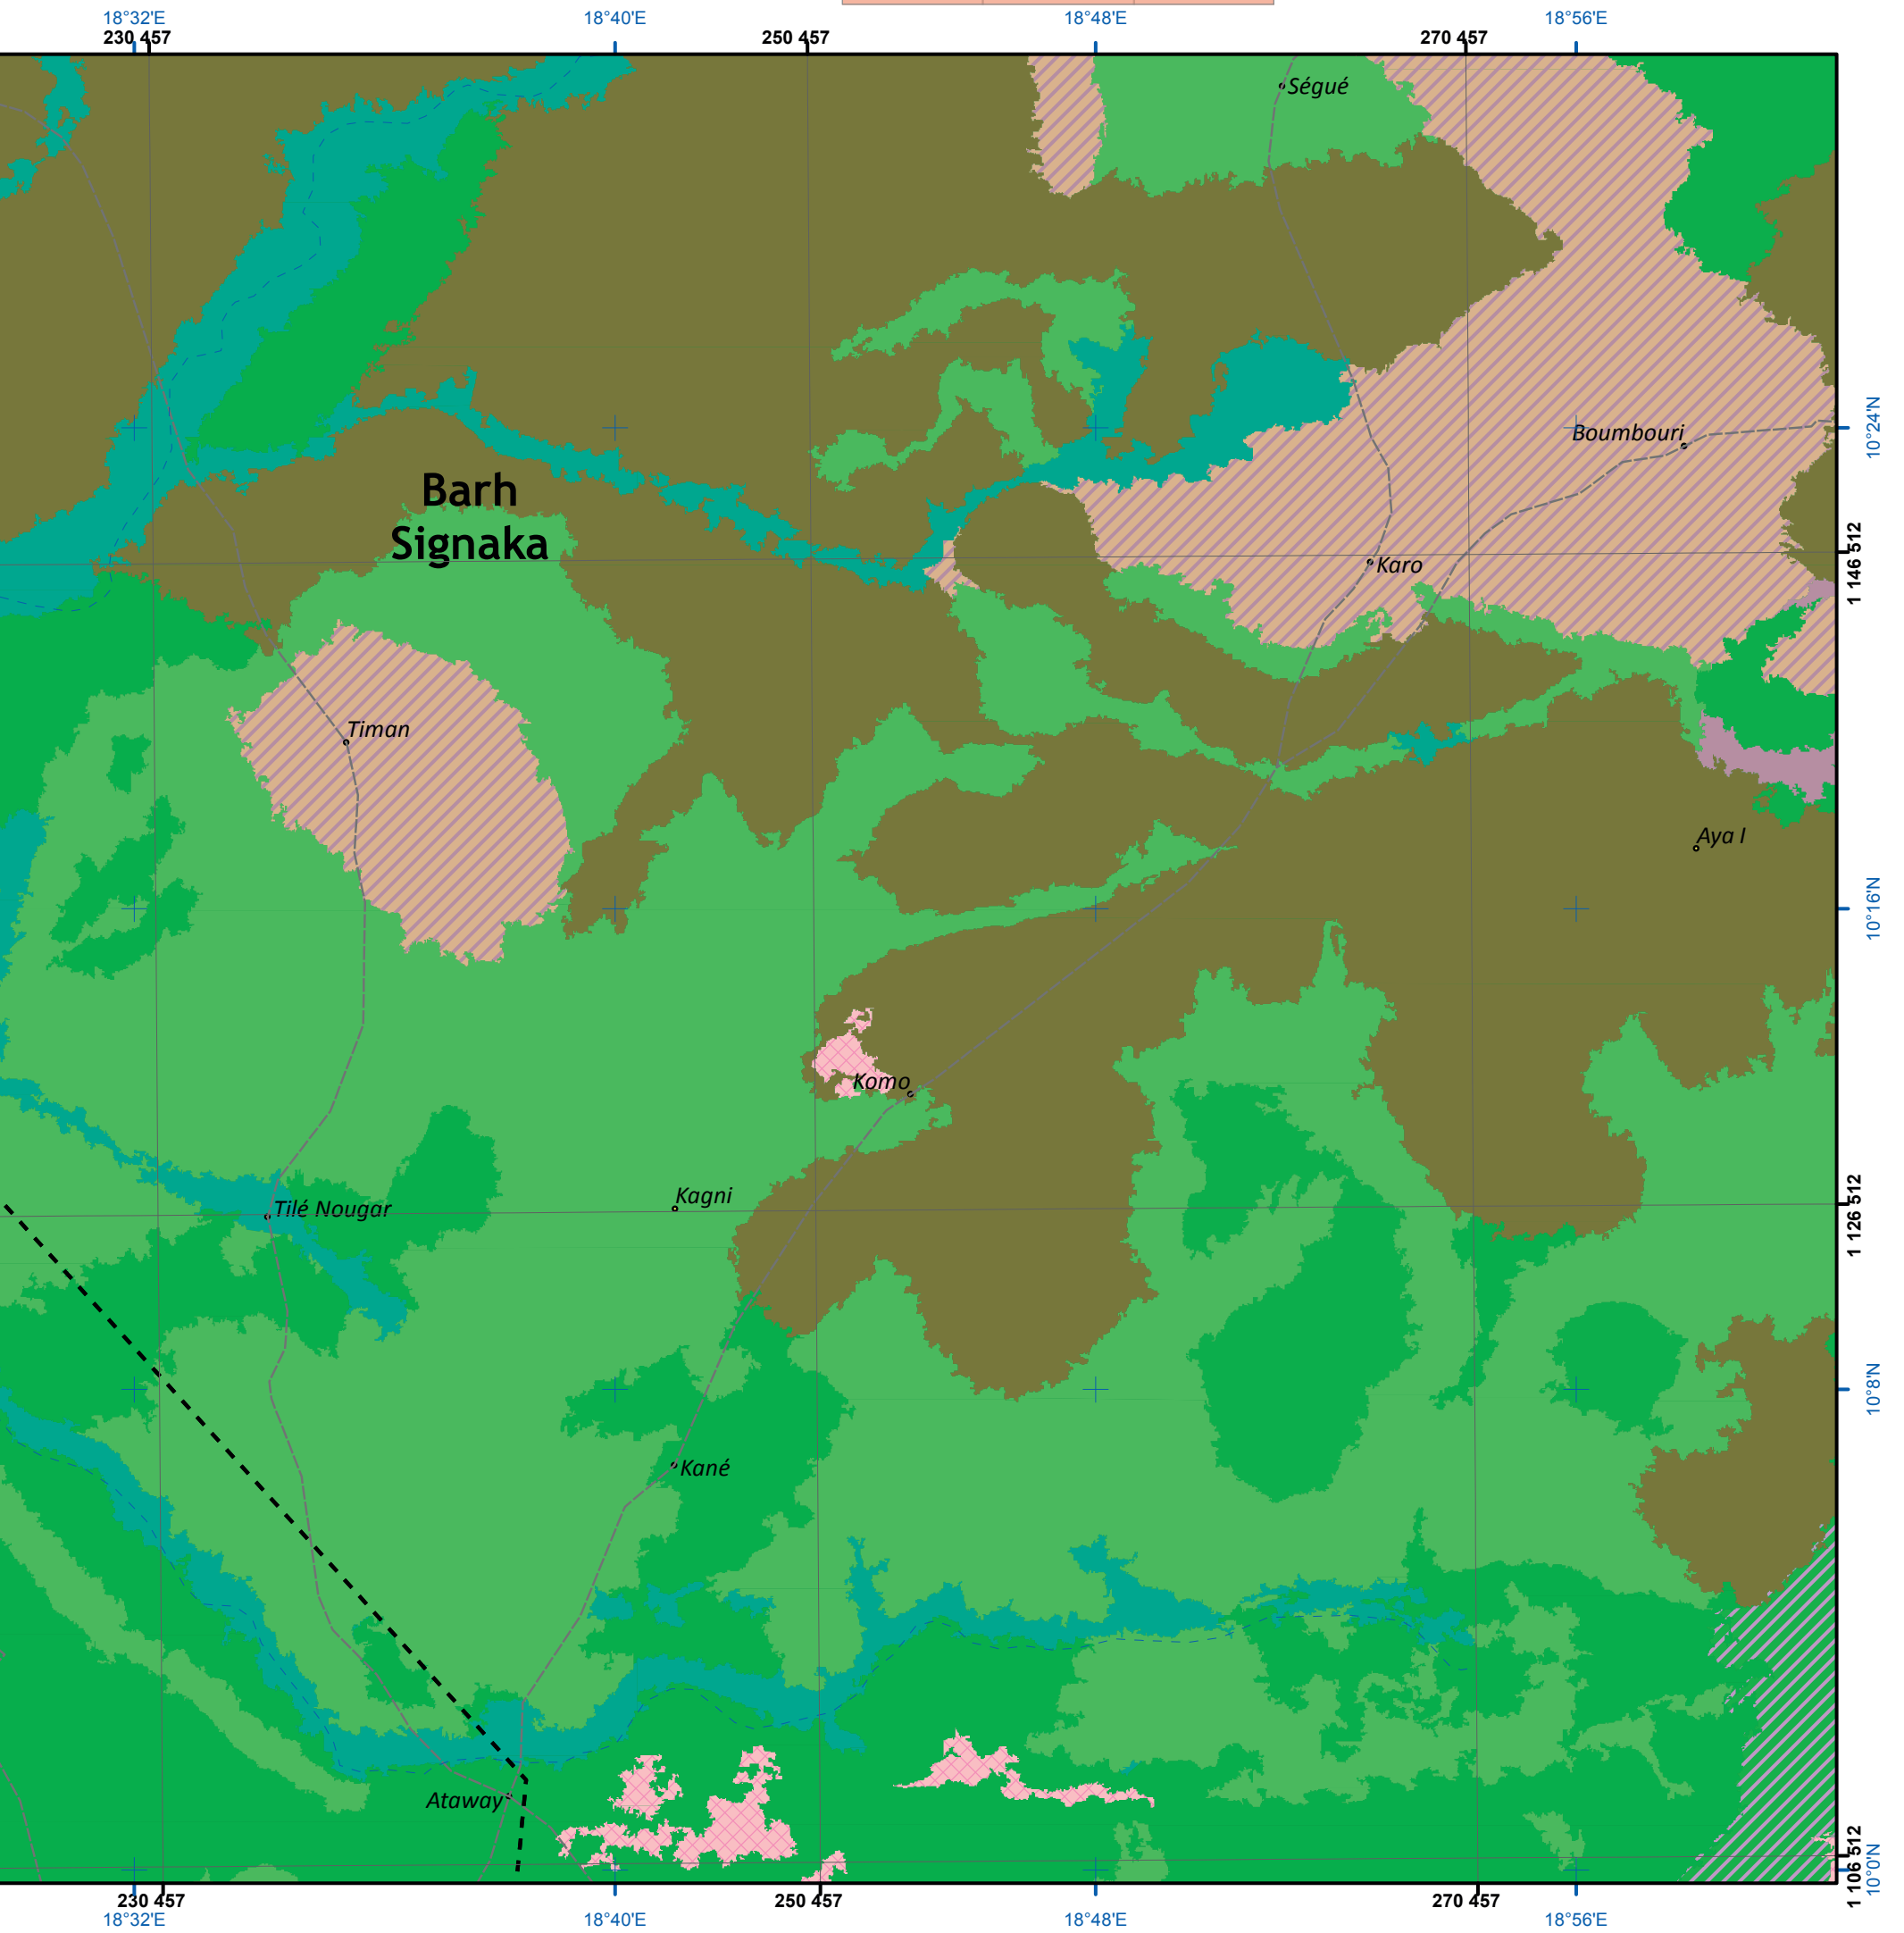 18°32'E 18°40'E 18°48'E 18°56'E
230 457 250 457 270 457
Ségué
10°24'N
Boumbouri
Barh
Signaka
1 146 512
Karo
Timan
Aya I
10°16'N
Komo
Kagni
Tilé Nougar
1 126 512
10°8'N
Kané
Ataway
1 106 512
10°0'N
230 457 250 457 270 457
18°32'E 18°40'E 18°48'E 18°56'E